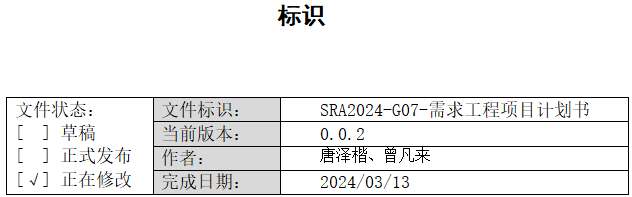 标识
文件状态：
[ ] 草稿
[ ] 正式发布
[√] 正在修改
文件标识： SRA2024-G07-需求工程项目计划书
当前版本： 0.0.2
作者： 唐泽楷、曾凡来
完成日期： 2024/03/13